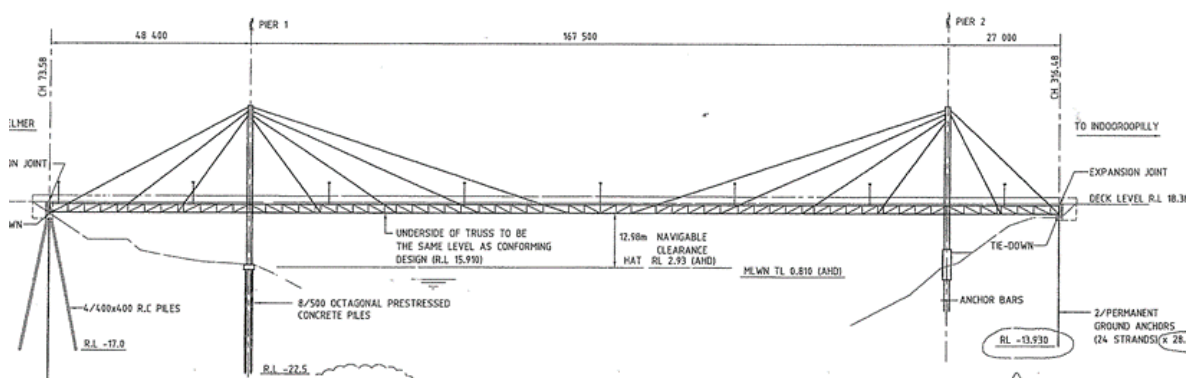 PIER 1
PIER 2
48 400
167 500
27 000
CH 73.58
CH 316.48
ELMER
TO INDOOROOPILLY
ON JOINT
EXPANSION JOINT
DECK LEVEL R.L 18.38
WN
UNDERSIDE OF TRUSS TO BE
THE SAME LEVEL AS CONFORMING
DESIGN (R.L 15.910)
12.98m NAVIGABLE
CLEARANCE
HAT RL 2.93 (AHD)
MLWN TL 0.810 (AHD)
TIE-DOWN
4/400x400 R.C PILES
8/500 OCTAGONAL PRESTRESSED
CONCRETE PILES
ANCHOR BARS
2/PERMANENT
GROUND ANCHORS
(24 STRANDS) x 28.
R.L -17.0
RL -13.930
R.L -22.5